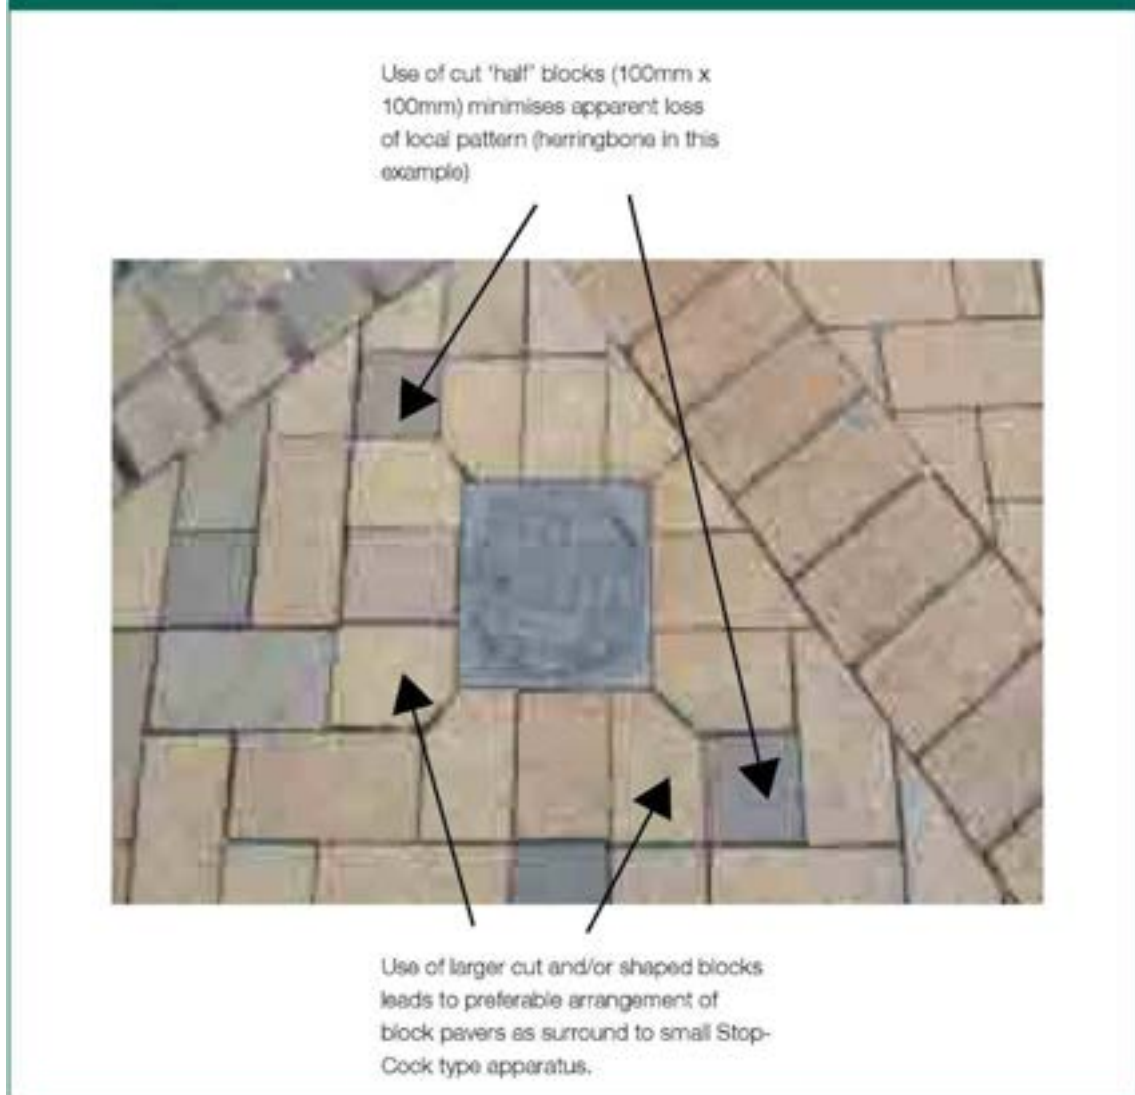 Use of cut "half" blocks (100mm x
100mm) minimises apparent loss
of local pattern (herringbone in this
example)
Use of larger cut and/or shaped blocks
leads to preferable arrangement of
block pavers as surround to small Stop-
Cock type apparatus.